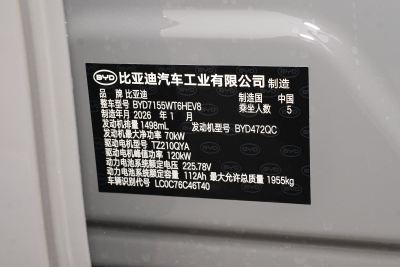 BYD 比亚迪汽车工业有限公司 制造
品 牌 比亚迪 制造国 中国
整车型号 BYD7155WT6HEV8 乘坐人数 5
制造年月 2026 年 1 月
发动机排量 1498mL 发动机型号 BYD472QC
发动机最大净功率 70kW
驱动电机型号 TZ210QYA
驱动电机峰值功率 120kW
动力电池系统额定电压 225.78V
动力电池系统额定容量 112Ah 最大允许总质量 1955kg
车辆识别代号 LC0C76C46T40